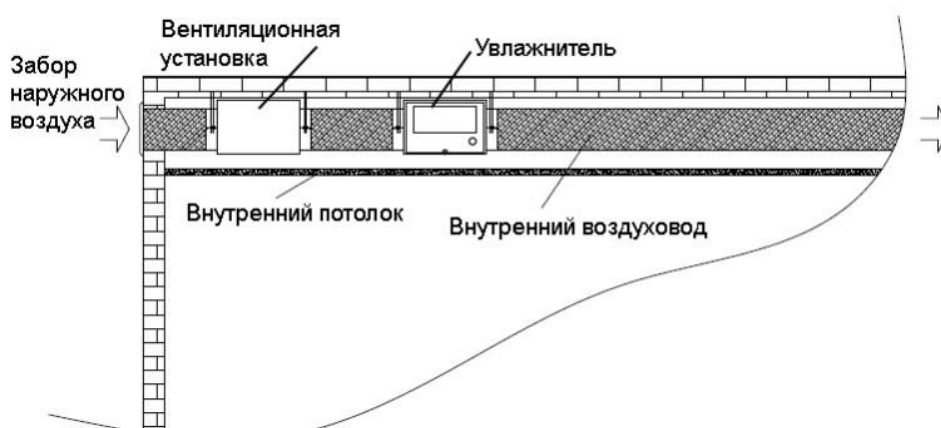 Вентиляционная
установка
Увлажнитель
Забор
наружного
воздуха
Внутренний потолок
Внутренний воздуховод